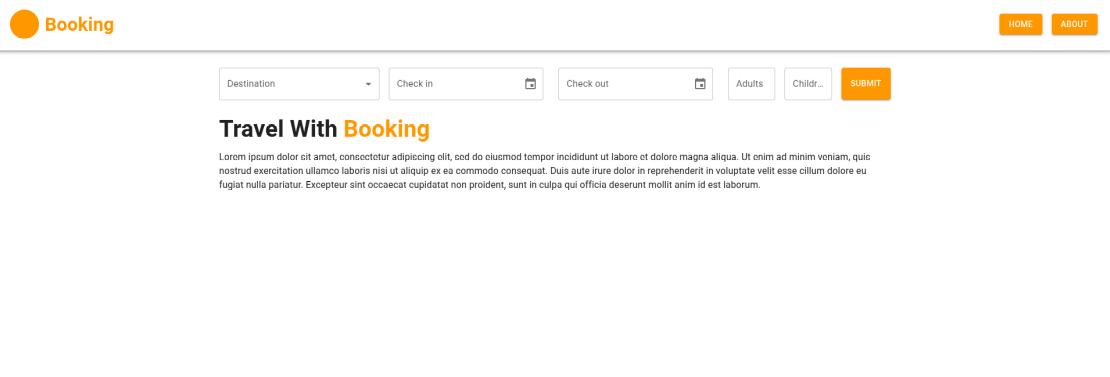 Booking
HOME
ABOUT
Destination
Check in
Check out
Adults
Childr...
SUBMIT
Travel With Booking
Lorem ipsum dolor sit amet, consectetur adipiscing elit, sed do eiusmod tempor incididunt ut labore et dolore magna aliqua. Ut enim ad minim veniam, quis
nostrud exercitation ullamco laboris nisi ut aliquip ex ea commodo consequat. Duis aute irure dolor in reprehenderit in voluptate velit esse cillum dolore eu
fugiat nulla pariatur. Excepteur sint occaecat cupidatat non proident, sunt in culpa qui officia deserunt mollit anim id est laborum.